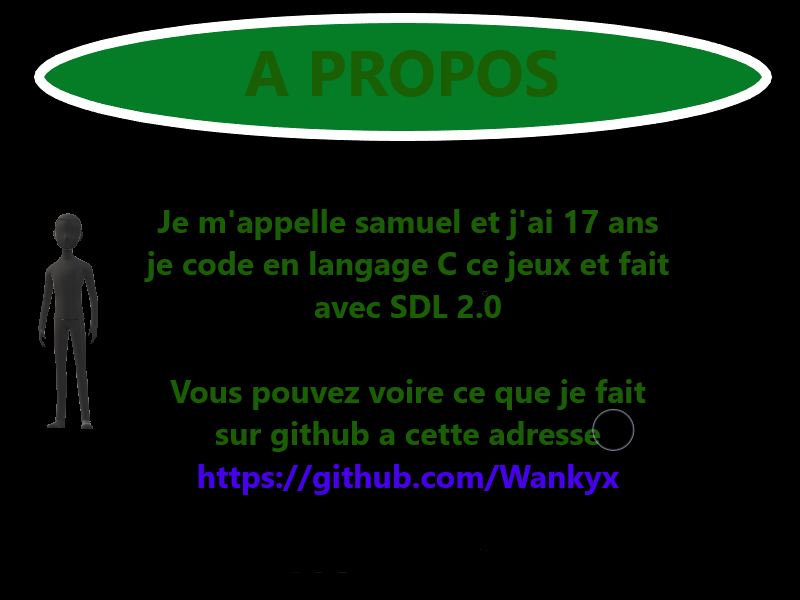 A PROPOS
Je m'appelle samuel et j'ai 17 ans
je code en langage C ce jeux et fait
avec SDL 2.0
Vous pouvez voire ce que je fait
sur github a cette adresse
https://github.com/Wankyx